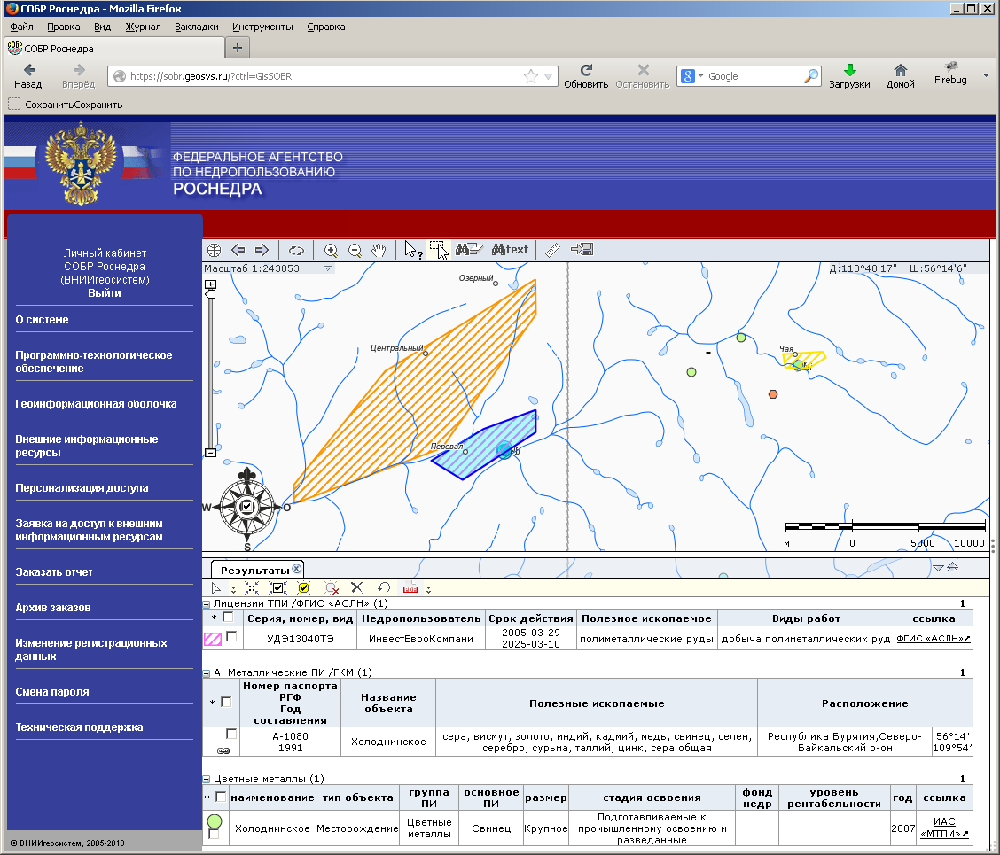 СОБР Роснедра - Mozilla Firefox
Файл Правка Вид Журнал Закладки Инструменты Справка
СОБР Роснедра
Назад Вперёд https://sobr.geosys.ru/?ctrl=GisSOBR Обновить Остановить Google Загрузки Домой Firebug
СохранитьСохранить
ФЕДЕРАЛЬНОЕ АГЕНТСТВО
ПО НЕДРОПОЛЬЗОВАНИЮ
РОСНЕДРА
Личный кабинет
СОБР Роснедра
(ВНИИгеосистем)
Выйти
О системе
Программно-технологическое
обеспечение
Геоинформационная оболочка
Внешние информационные
ресурсы
Персонализация доступа
Заявка на доступ к внешним
информационным ресурсам
Заказать отчет
Архив заказов
Изменение регистрационных
данных
Смена пароля
Техническая поддержка
© ВНИИгеосистем, 2005-2013
text
Масштаб 1:243853 Д:110°40'17" Ш:56°14'6"
Озерный
Центральный
Чая
Перевал
W O
S
м 0 5000 10000
Результаты
PDF
Лицензии ТПИ /ФГИС «АСЛН» (1) 1
* Серия, номер, вид Недропользователь Срок действия Полезное ископаемое Виды работ ссылка
УДЭ13040ТЭ ИнвестЕвроКомпани 2005-03-29 полиметаллические руды добыча полиметаллических руд ФГИС «АСЛН»
2025-03-10
А. Металлические ПИ /ГКМ (1) 1
* Номер паспорта РГФ Год составления Название объекта Полезные ископаемые Расположение
А-1080 Холоднинское сера, висмут, золото, индий, кадмий, медь, свинец, селен, Республика Бурятия,Северо- 56°14'
1991 серебро, сурьма, таллий, цинк, сера общая Байкальский р-он 109°54'
Цветные металлы (1) 1
* наименование тип объекта группа ПИ основное ПИ размер стадия освоения фонд недр уровень рентабельности год ссылка
Холоднинское Месторождение Цветные металлы Свинец Крупное Подготавливаемые к промышленному освоению и разведанные 2007 ИАС «МТПИ»